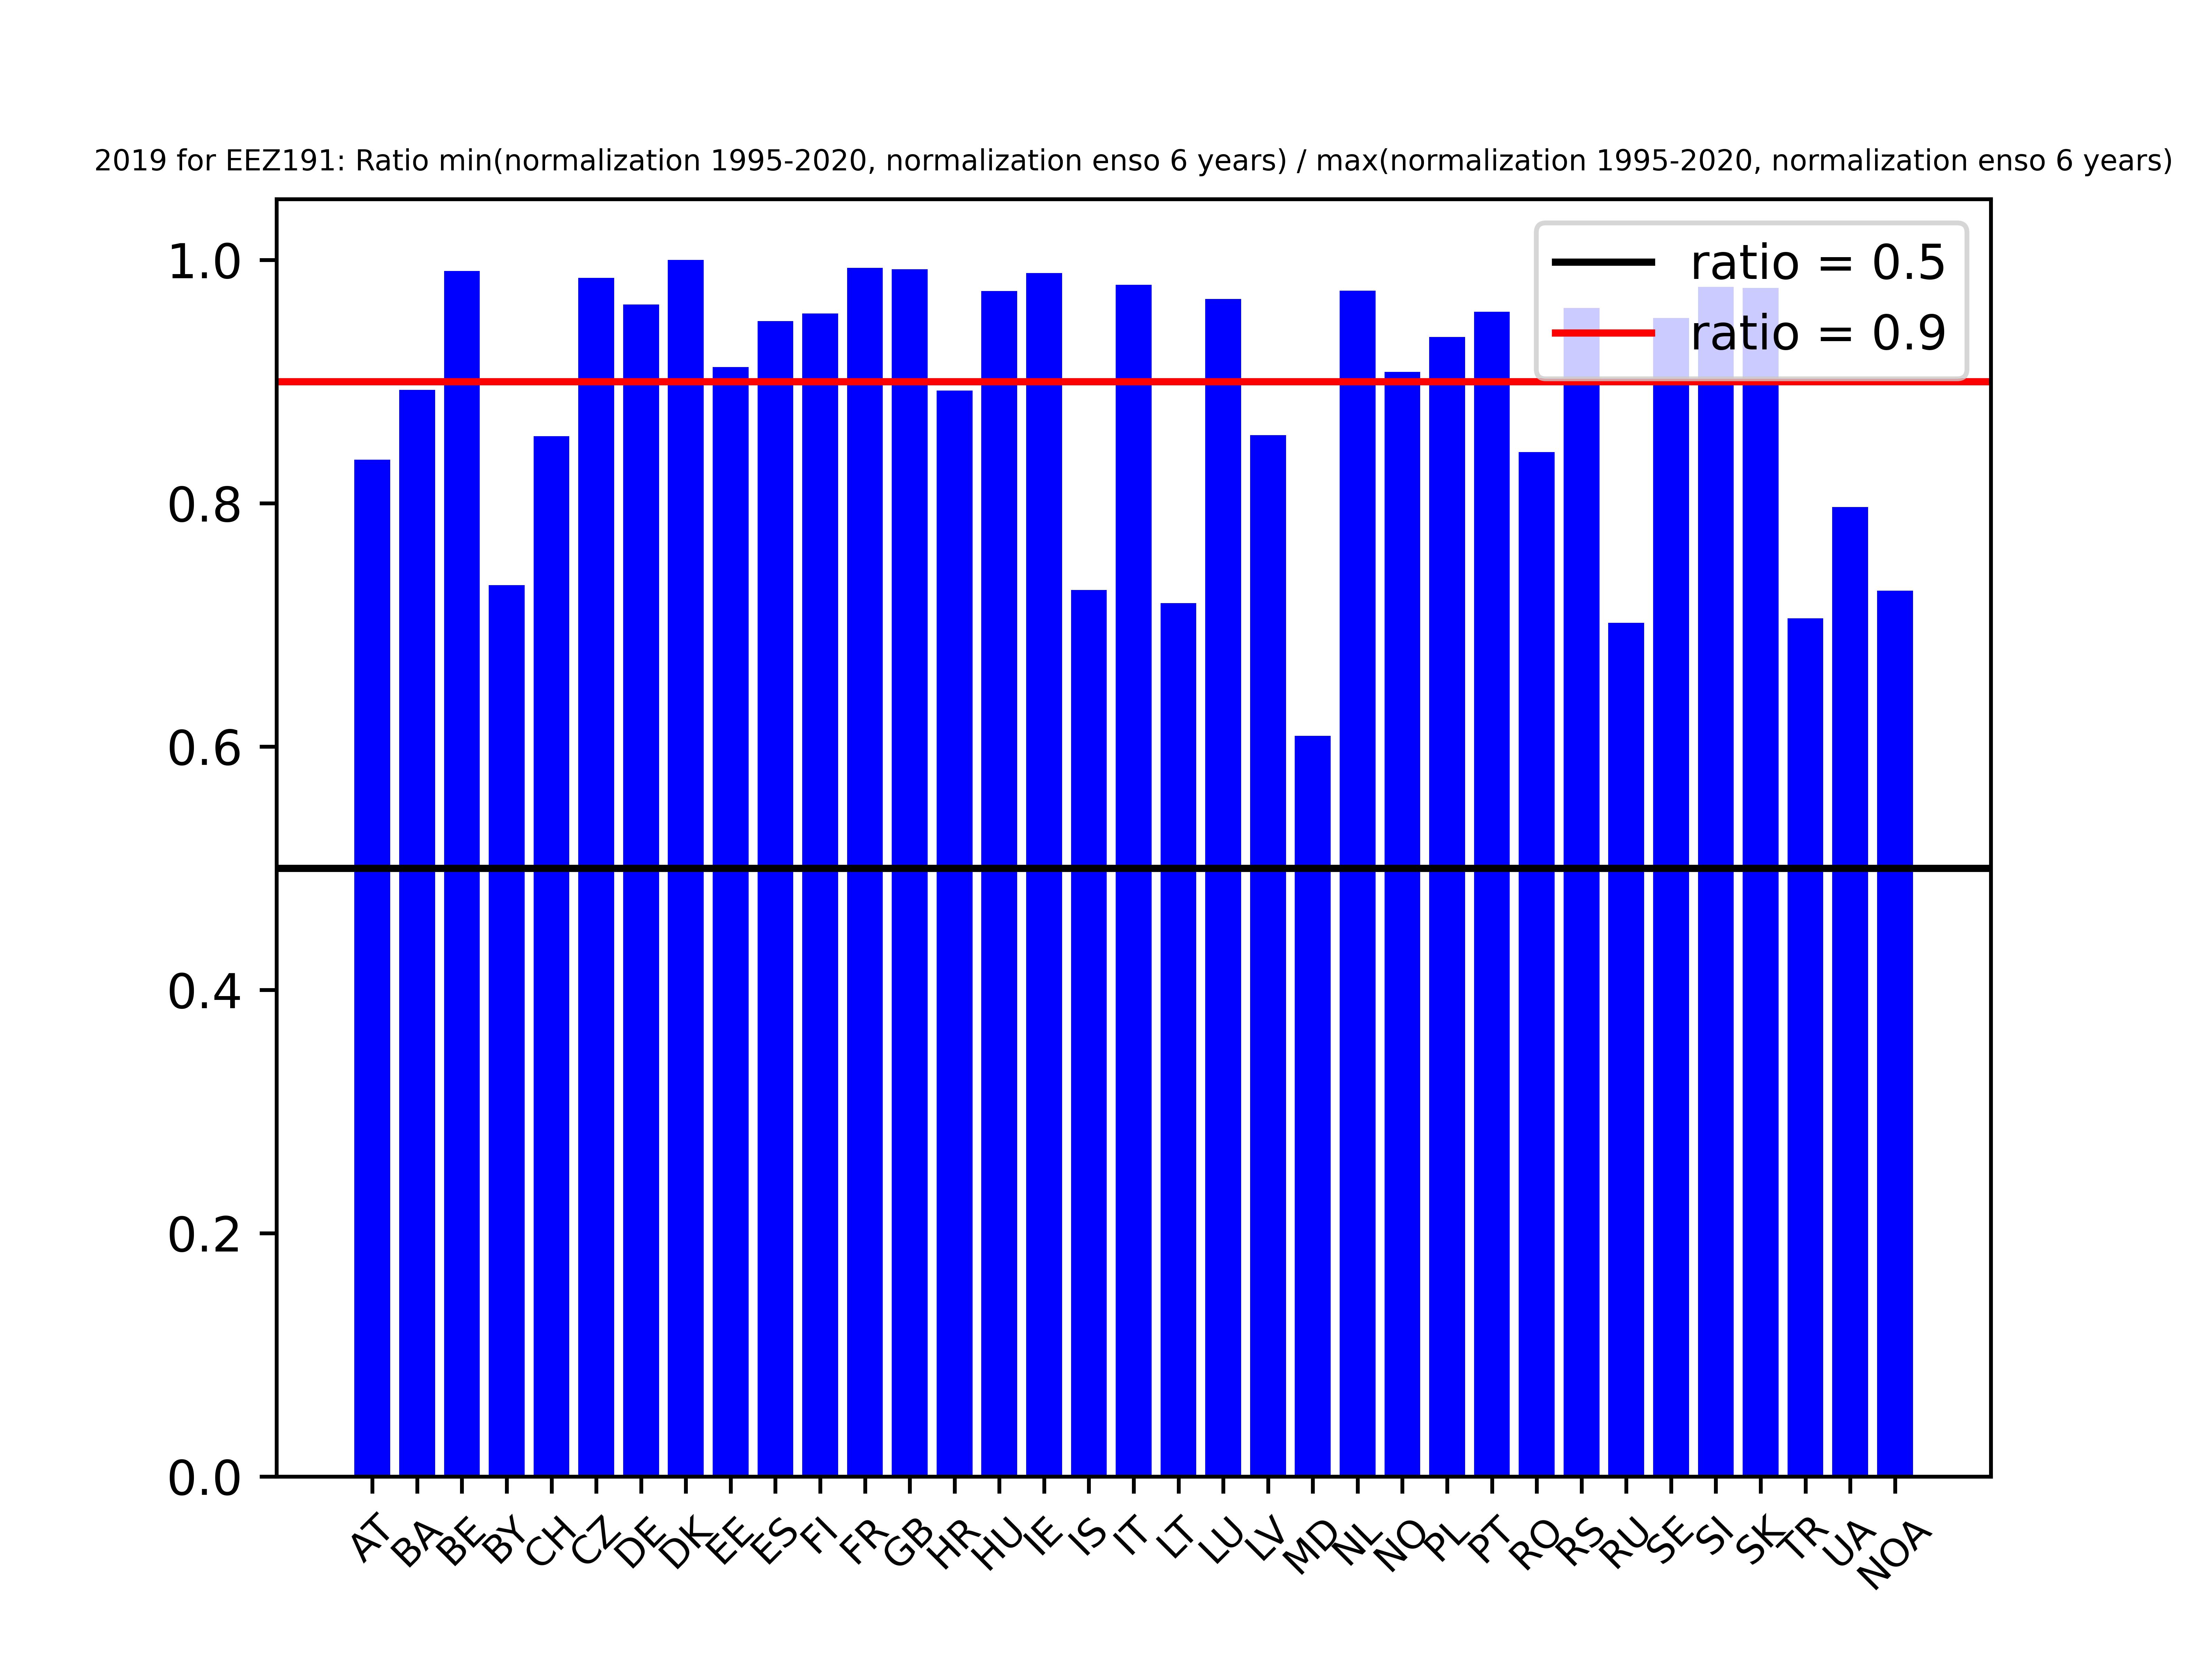 2019 for EEZ191: Ratio min(normalization 1995-2020, normalization enso 6 years) / max(normalization 1995-2020, normalization enso 6 years)
1.0
0.8
0.6
0.4
0.2
0.0
ratio = 0.5
ratio = 0.9
AT BA BE BY CH CZ DE DK EE ES FI FR GB HR HU IE IS IT LT LU LV MD NL NO PL PT RO RS RU SE SI SK TR UA NOA